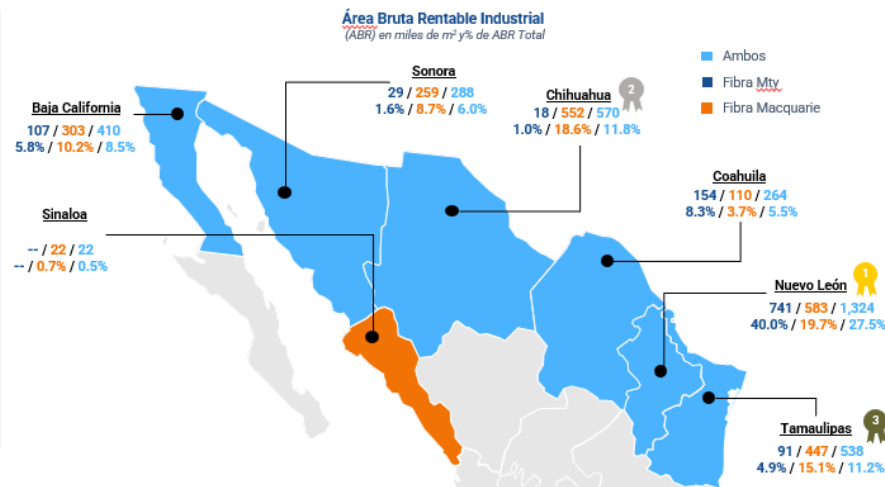 Área Bruta Rentable Industrial
(ABR) en miles de m² y% de ABR Total
Ambos
Fibra Mty
Fibra Macquarie
Sonora
29 / 259 / 288
1.6% / 8.7% / 6.0%
Chihuahua
2
18 / 552 / 570
1.0% / 18.6% / 11.8%
Baja California
107 / 303 / 410
5.8% / 10.2% / 8.5%
Coahuila
154 / 110 / 264
8.3% / 3.7% / 5.5%
Sinaloa
-- / 22 / 22
-- / 0.7% / 0.5%
Nuevo León
1
741 / 583 / 1,324
40.0% / 19.7% / 27.5%
Tamaulipas
3
91 / 447 / 538
4.9% / 15.1% / 11.2%